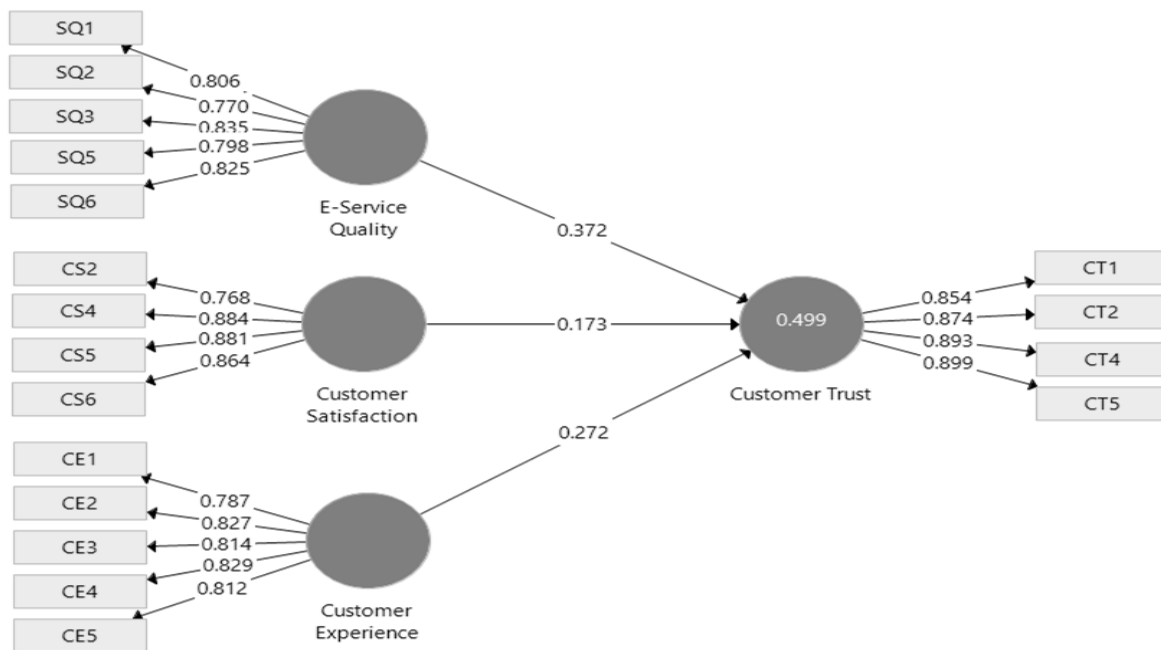 SQ1
SQ2
SQ3
SQ5
SQ6
0.806
0.770
0.835
0.798
0.825
E-Service
Quality
0.372
CS2
CS4
CS5
CS6
0.768
0.884
0.881
0.864
Customer
Satisfaction
0.173
CE1
CE2
CE3
CE4
CE5
0.787
0.827
0.814
0.829
0.812
Customer
Experience
0.272
0.499
Customer Trust
0.854
0.874
0.893
0.899
CT1
CT2
CT4
CT5